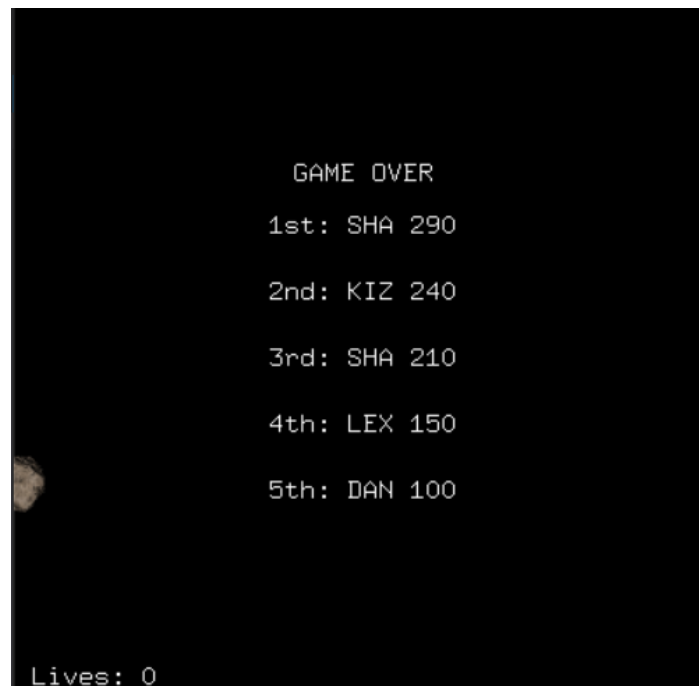 GAME OVER
1st: SHA 290
2nd: KIZ 240
3rd: SHA 210
4th: LEX 150
5th: DAN 100
Lives: 0